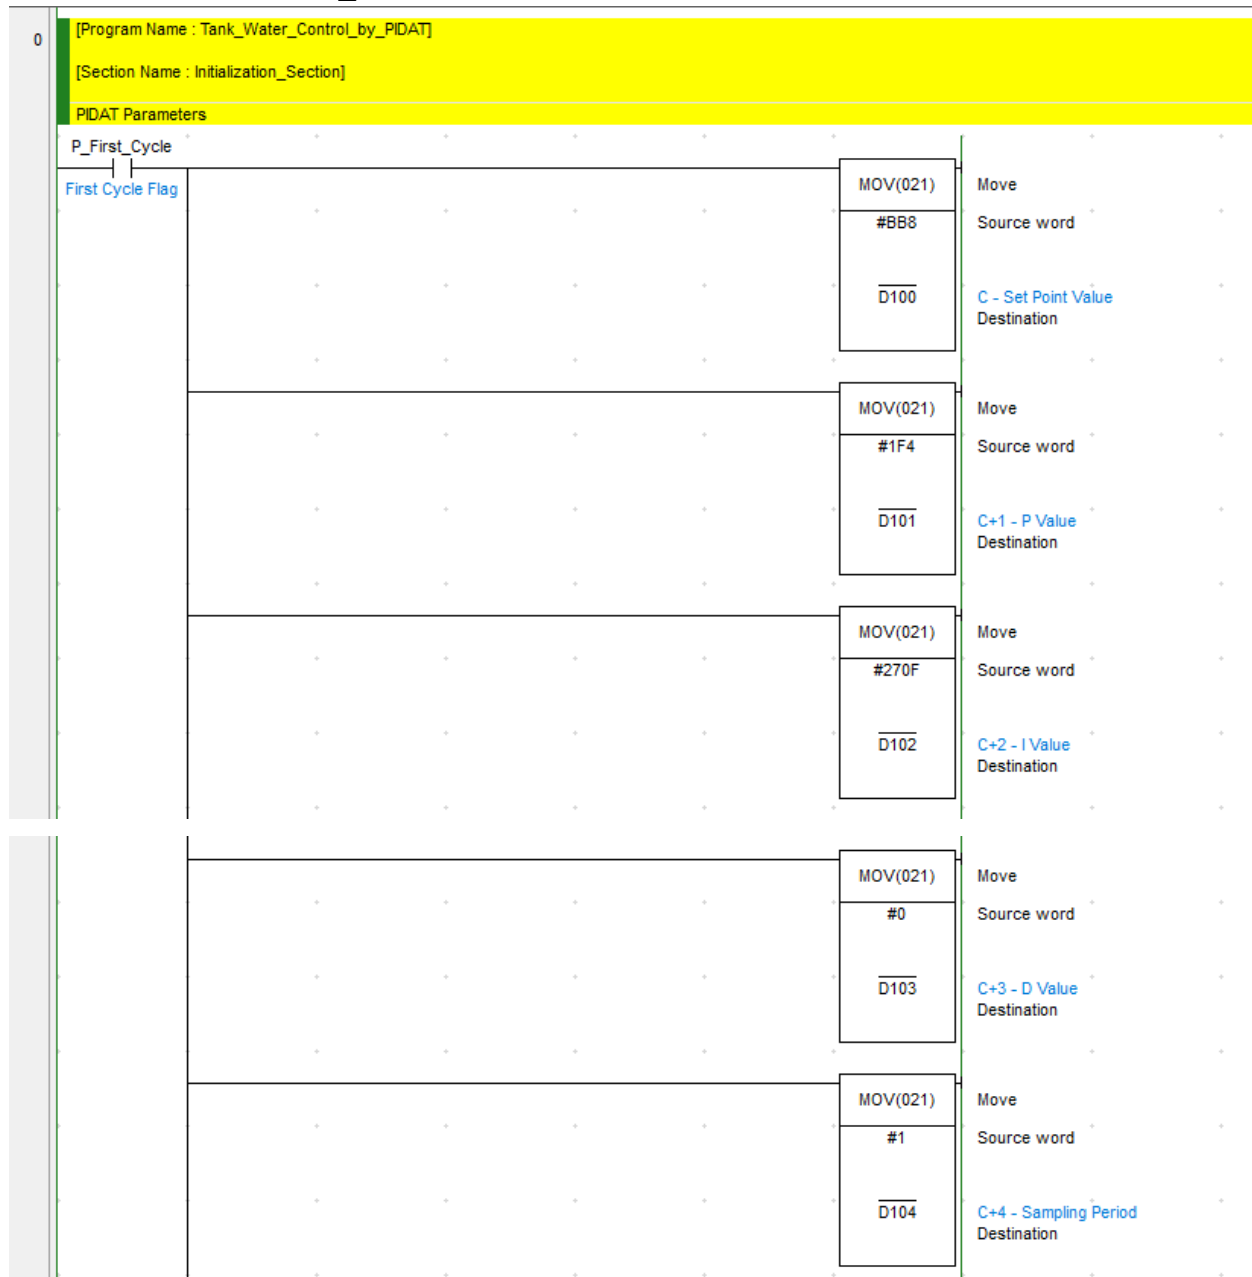 0
[Program Name : Tank_Water_Control_by_PIDAT]
[Section Name : Initialization_Section]
PIDAT Parameters
P_First_Cycle
First Cycle Flag
MOV(021)
Move
#BB8
Source word
D100
C - Set Point Value
Destination
MOV(021)
Move
#1F4
Source word
D101
C+1 - P Value
Destination
MOV(021)
Move
#270F
Source word
D102
C+2 - I Value
Destination
MOV(021)
Move
#0
Source word
D103
C+3 - D Value
Destination
MOV(021)
Move
#1
Source word
D104
C+4 - Sampling Period
Destination